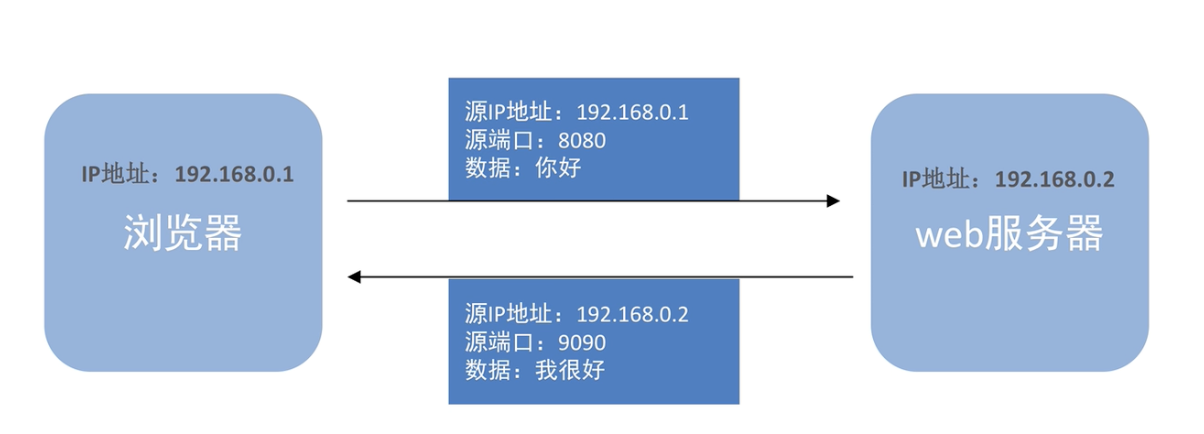 IP地址：192.168.0.1
浏览器
源IP地址：192.168.0.1
源端口：8080
数据：你好
IP地址：192.168.0.2
web服务器
源IP地址：192.168.0.2
源端口：9090
数据：我很好